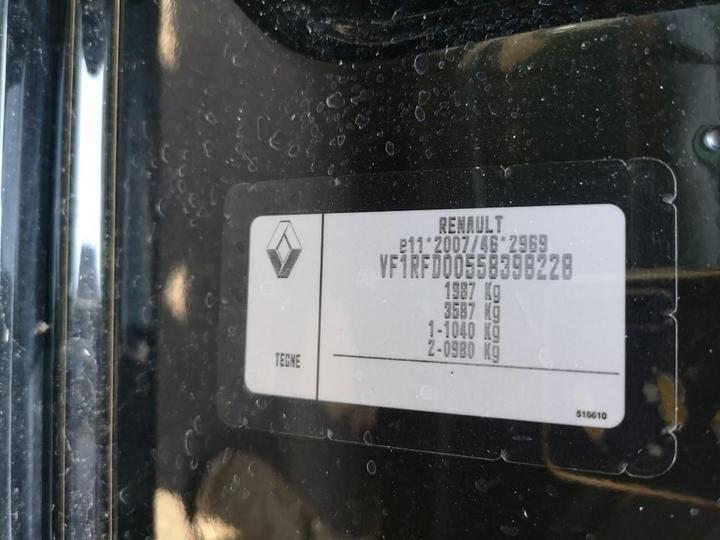 RENAULT
e11*2007/46*2969
VF1RFD00558398228
1987 Kg
3587 Kg
1-1040 Kg
2-0980 Kg
TECNE
516610